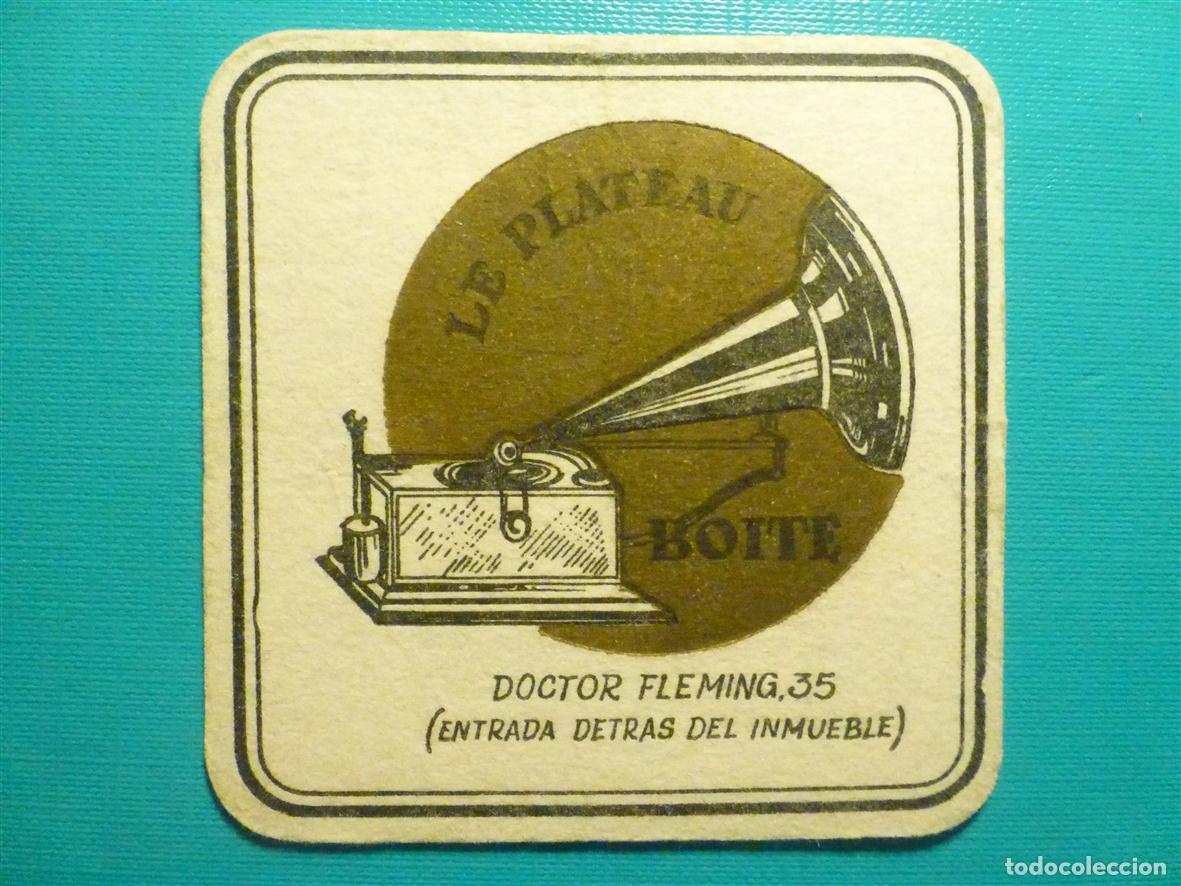 LE PLATEAU
BOITE
DOCTOR FLEMING, 35
(ENTRADA DETRAS DEL INMUEBLE)
todocoleccion